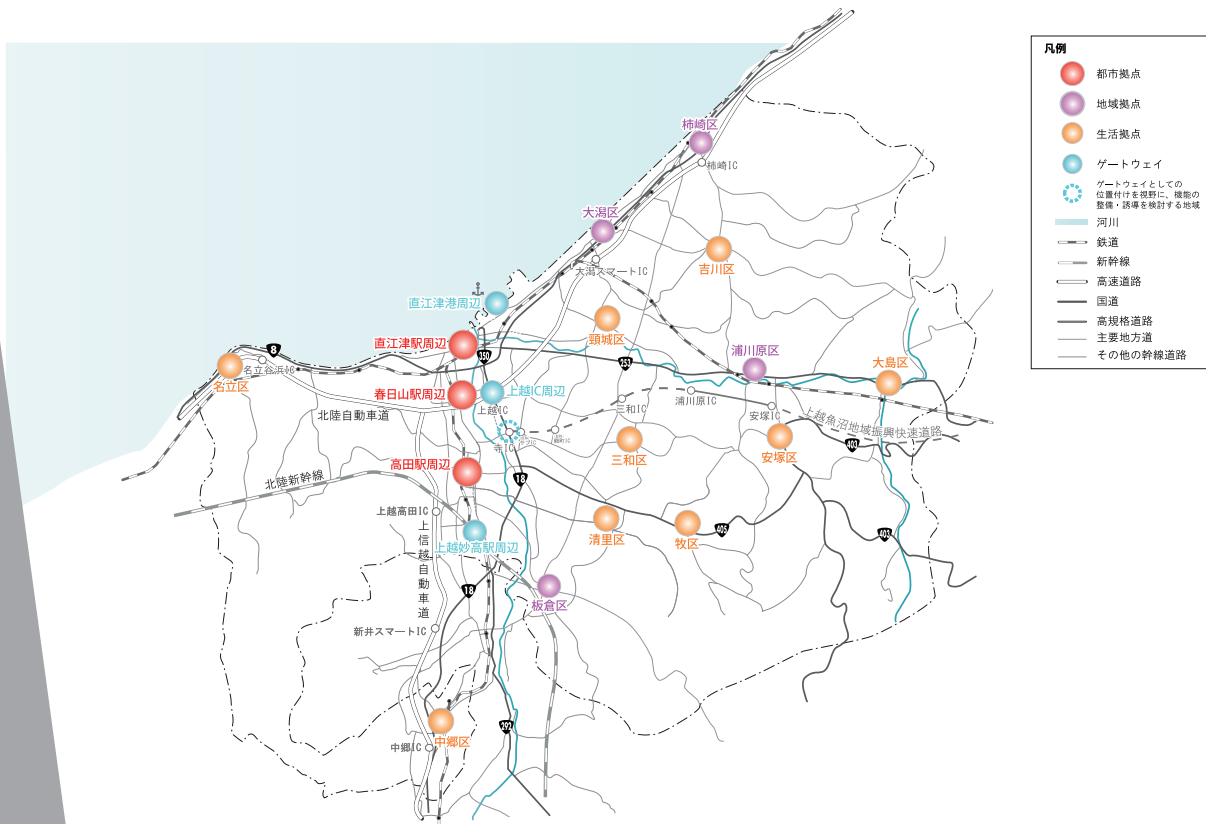 凡例
都市拠点
地域拠点
生活拠点
ゲートウェイ
ゲートウェイとしての
位置付けを視野に、機能の
整備・誘導を検討する地域
河川
鉄道
新幹線
高速道路
国道
高規格道路
主要地方道
その他の幹線道路
柿崎区
柿崎IC
大潟区
大潟スマートIC
吉川区
直江津港周辺
頸城区
直江津駅周辺
350
8
253
浦川原区
名立谷浜IC
名立区
大島区
春日山駅周辺
上越IC周辺
上越IC
北陸自動車道
三和IC
浦川原IC
安塚IC
上越魚沼地域振興快速道路
寺IC
三和区
安塚区
403
高田駅周辺
北陸新幹線
18
上越高田IC
上信越自動車道
清里区
牧区
405
403
上越妙高駅周辺
18
板倉区
新井スマートIC
中郷区
292
中郷IC